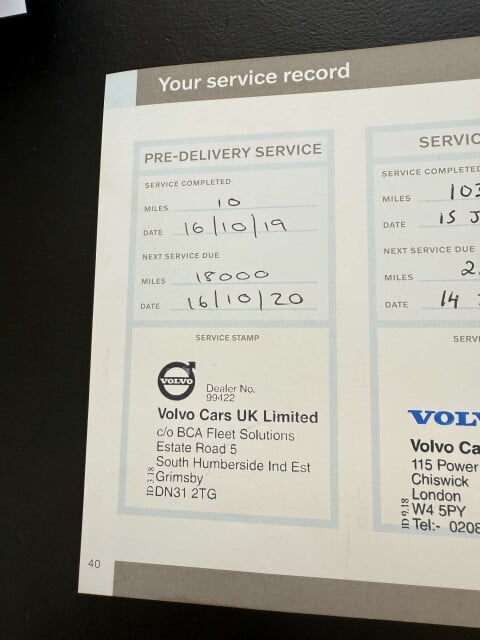 Your service record
PRE-DELIVERY SERVICE
SERVICE COMPLETED
MILES 10
DATE 16/10/19
NEXT SERVICE DUE
MILES 18000
DATE 16/10/20
SERVICE STAMP
VOLVO
Dealer No.
99422
Volvo Cars UK Limited
c/o BCA Fleet Solutions
Estate Road 5
South Humberside Ind Est
Grimsby
DN31 2TG
ID 3.18
SERVIC
SERVICE COMPLETED
MILES 103
DATE 15 J
NEXT SERVICE DUE
MILES 2
DATE 14
SERV
VOLV
Volvo Ca
115 Power
Chiswick
London
W4 5PY
Tel:- 0208
ID 9.18
40